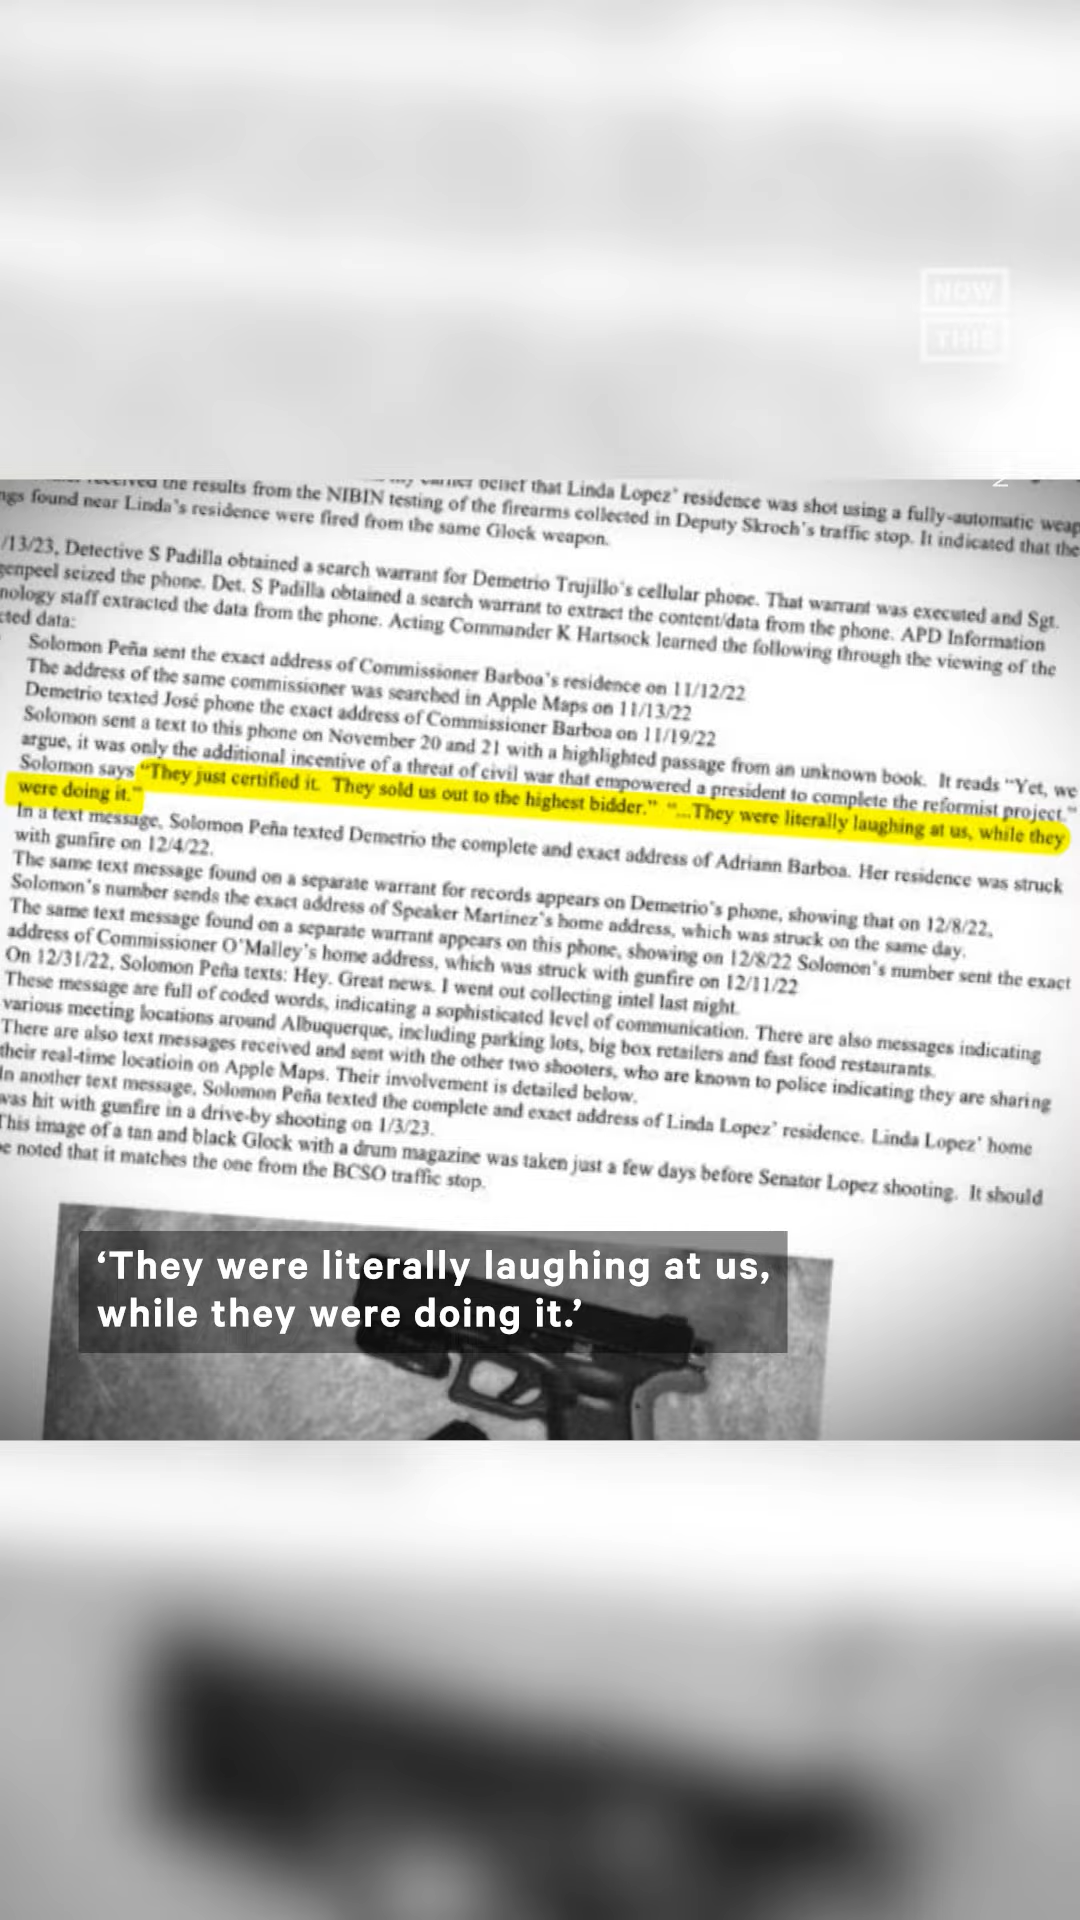 NOW
THIS
received the results from the NIBIN testing of the firearms collected in Deputy Skroch's traffic stop. It indicated that the
earlier belief that Linda Lopez' residence was shot using a fully-automatic weap
ngs found near Linda's residence were fired from the same Glock weapon.
/13/23, Detective S Padilla obtained a search warrant for Demetrio Trujillo's cellular phone. That warrant was executed and Sgt.
genpeel seized the phone. Det. S Padilla obtained a search warrant to extract the content/data from the phone. APD Information
nology staff extracted the data from the phone. Acting Commander K Hartsock learned the following through the viewing of the
cted data:
Solomon Peña sent the exact address of Commissioner Barboa's residence on 11/12/22
The address of the same commissioner was searched in Apple Maps on 11/13/22
Demetrio texted José phone the exact address of Commissioner Barboa on 11/19/22
Solomon sent a text to this phone on November 20 and 21 with a highlighted passage from an unknown book. It reads "Yet, we
argue, it was only the additional incentive of a threat of civil war that empowered a president to complete the reformist project."
Solomon says "They just certified it. They sold us out to the highest bidder." "...They were literally laughing at us, while they
were doing it."
In a text message, Solomon Peña texted Demetrio the complete and exact address of Adriann Barboa. Her residence was struck
with gunfire on 12/4/22.
The same text message found on a separate warrant for records appears on Demetrio's phone, showing that on 12/8/22,
Solomon's number sends the exact address of Speaker Martinez's home address, which was struck on the same day.
The same text message found on a separate warrant appears on this phone, showing on 12/8/22 Solomon's number sent the exact
address of Commissioner O'Malley's home address, which was struck with gunfire on 12/11/22
On 12/31/22, Solomon Peña texts: Hey. Great news. I went out collecting intel last night.
These message are full of coded words, indicating a sophisticated level of communication. There are also messages indicating
various meeting locations around Albuquerque, including parking lots, big box retailers and fast food restaurants.
There are also text messages received and sent with the other two shooters, who are known to police indicating they are sharing
their real-time locatioin on Apple Maps. Their involvement is detailed below.
In another text message, Solomon Peña texted the complete and exact address of Linda Lopez' residence. Linda Lopez' home
was hit with gunfire in a drive-by shooting on 1/3/23.
This image of a tan and black Glock with a drum magazine was taken just a few days before Senator Lopez shooting. It should
be noted that it matches the one from the BCSO traffic stop.
‘They were literally laughing at us,
while they were doing it.’